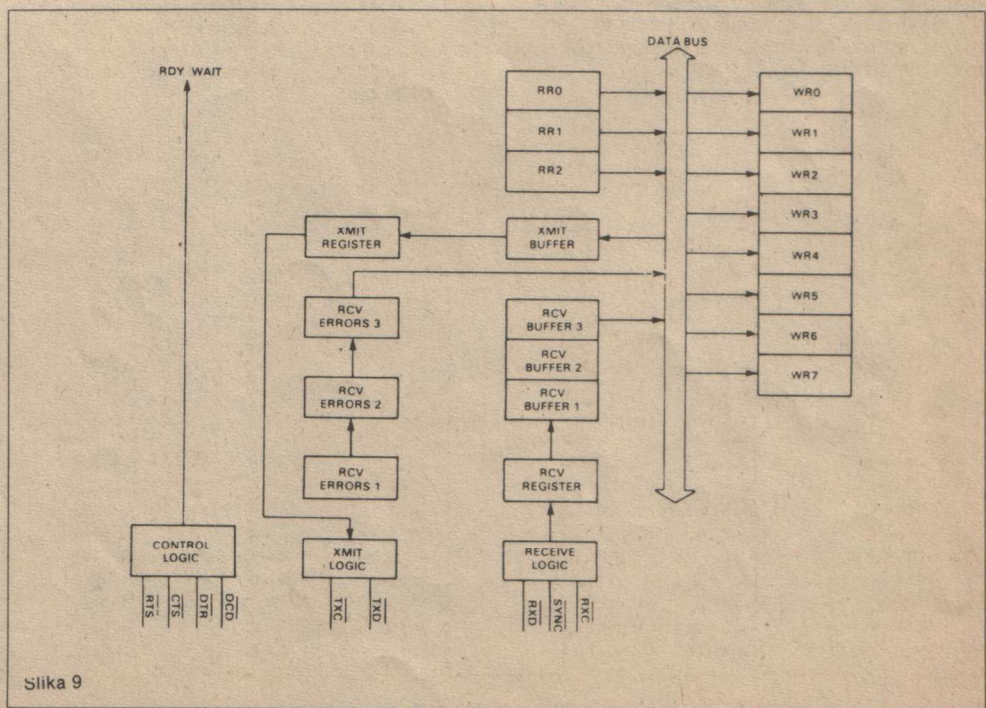 DATA BUS
RDY WAIT
RR0
RR1
RR2
WR0
WR1
WR2
WR3
WR4
WR5
WR6
WR7
XMIT
REGISTER
XMIT
BUFFER
RCV
ERRORS 3
RCV
ERRORS 2
RCV
ERRORS 1
RCV
BUFFER 3
RCV
BUFFER 2
RCV
BUFFER 1
RCV
REGISTER
CONTROL
LOGIC
XMIT
LOGIC
RECEIVE
LOGIC
RTS
CTS
DTR
DCD
TXC
TXD
RXD
SYNC
RXC
Slika 9